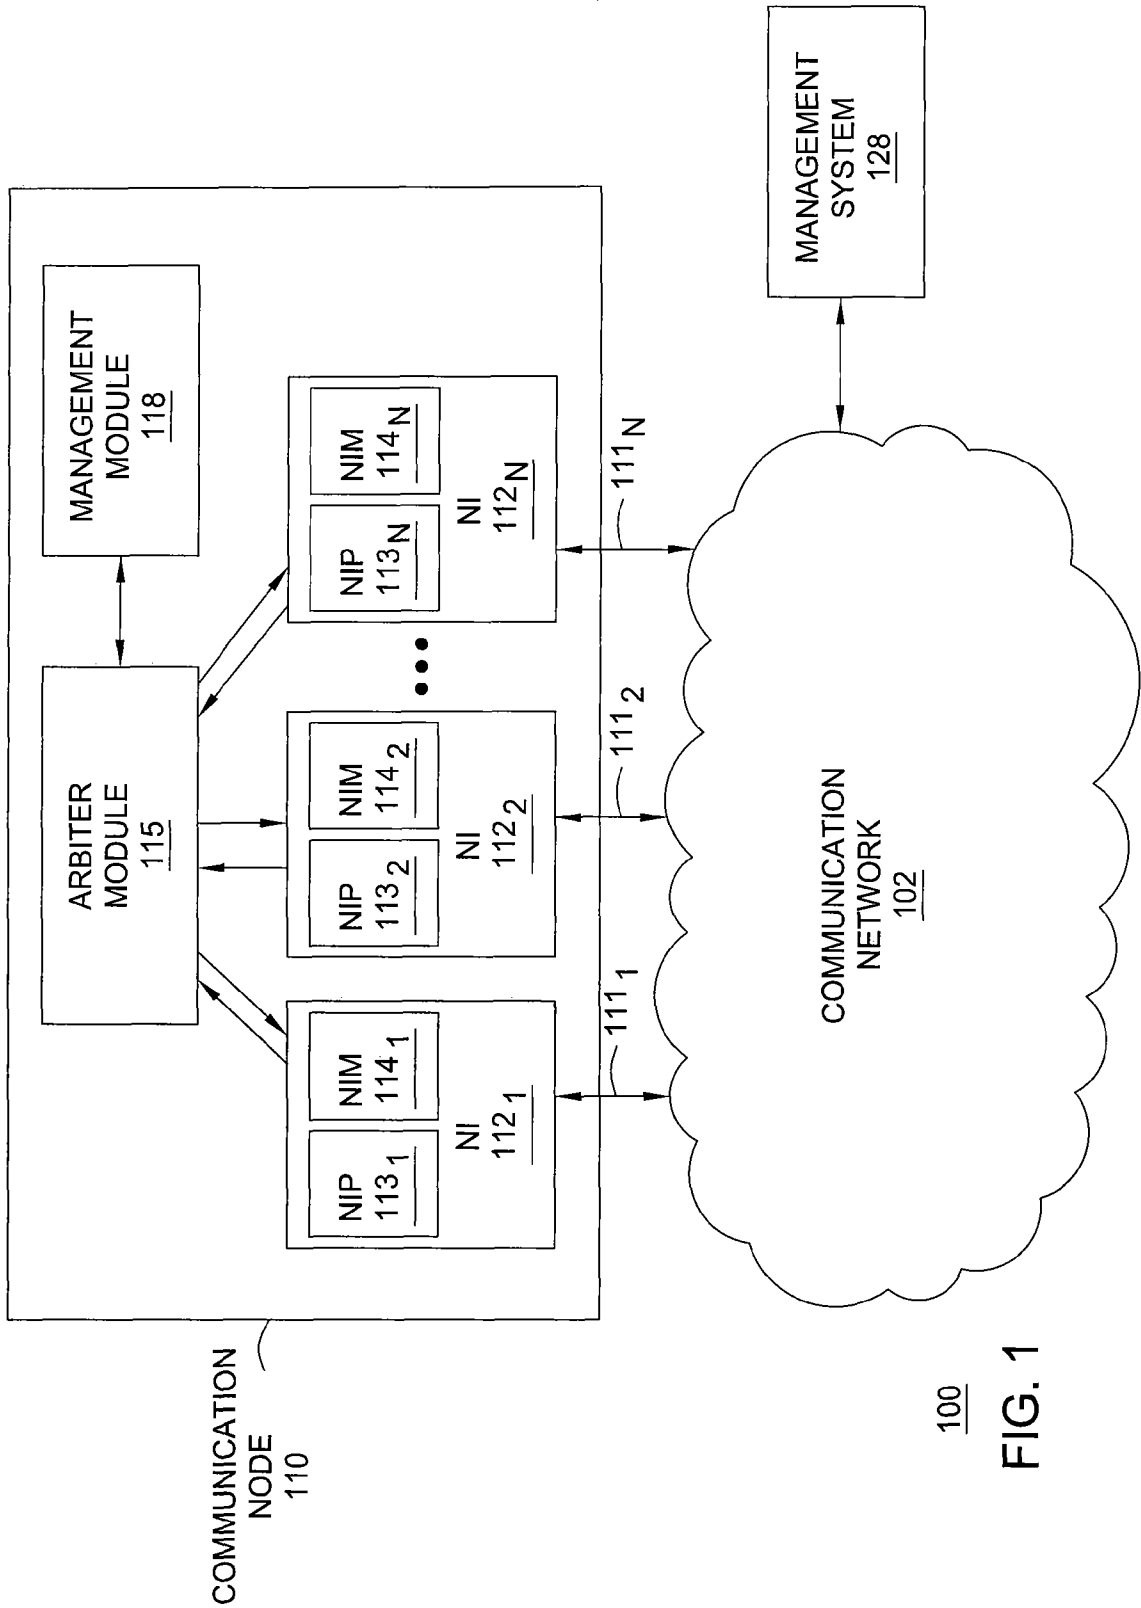 COMMUNICATION
NODE
110
ARBITER
MODULE
115
MANAGEMENT
MODULE
118
NIP
113₁
NIM
114₁
NI
112₁
NIP
113₂
NIM
114₂
NI
112₂
NIP
113N
NIM
114N
NI
112N
111₁
111₂
111N
COMMUNICATION
NETWORK
102
MANAGEMENT
SYSTEM
128
100
FIG. 1